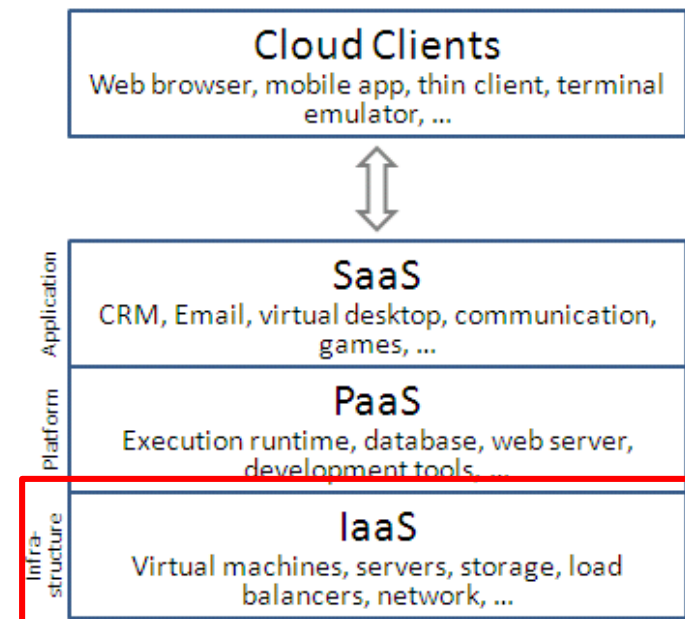 Cloud Clients
Web browser, mobile app, thin client, terminal
emulator, ...
Application
SaaS
CRM, Email, virtual desktop, communication,
games, ...
Platform
PaaS
Execution runtime, database, web server,
development tools, ...
Infra-
structure
IaaS
Virtual machines, servers, storage, load
balancers, network, ...